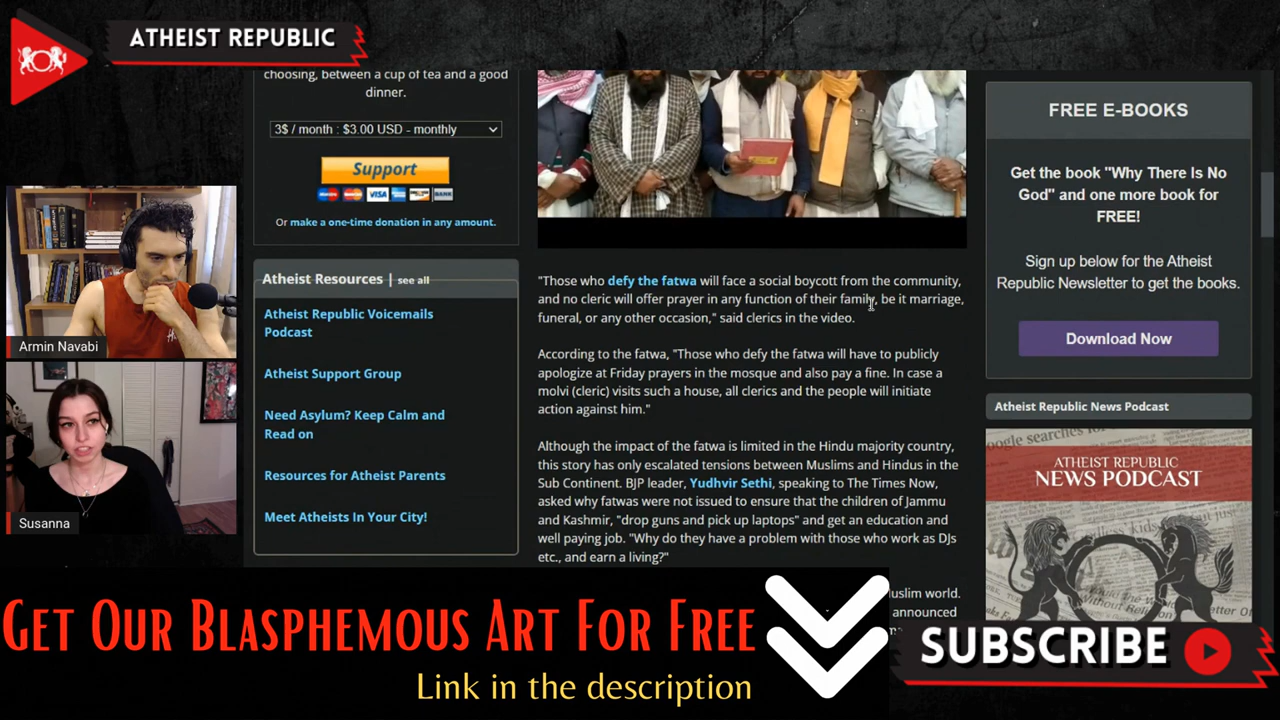 ATHEIST REPUBLIC
choosing, between a cup of tea and a good
dinner.
3$ / month : $3.00 USD - monthly
Support
VISA
BANK
Or make a one-time donation in any amount.
Atheist Resources | see all
Atheist Republic Voicemails
Podcast
Atheist Support Group
Need Asylum? Keep Calm and
Read on
Resources for Atheist Parents
Meet Atheists In Your City!
Armin Navabi
Susanna
"Those who defy the fatwa will face a social boycott from the community,
and no cleric will offer prayer in any function of their family, be it marriage,
funeral, or any other occasion," said clerics in the video.
According to the fatwa, "Those who defy the fatwa will have to publicly
apologize at Friday prayers in the mosque and also pay a fine. In case a
molvi (cleric) visits such a house, all clerics and the people will initiate
action against him."
Although the impact of the fatwa is limited in the Hindu majority country,
this story has only escalated tensions between Muslims and Hindus in the
Sub Continent. BJP leader, Yudhvir Sethi, speaking to The Times Now,
asked why fatwas were not issued to ensure that the children of Jammu
and Kashmir, "drop guns and pick up laptops" and get an education and
well paying job. "Why do they have a problem with those who work as DJs
etc., and earn a living?"
uslim world.
announced
FREE E-BOOKS
Get the book "Why There Is No
God" and one more book for
FREE!
Sign up below for the Atheist
Republic Newsletter to get the books.
Download Now
Atheist Republic News Podcast
ATHEIST REPUBLIC
NEWS PODCAST
GET OUR BLASPHEMOUS ART FOR FREE
Link in the description
SUBSCRIBE